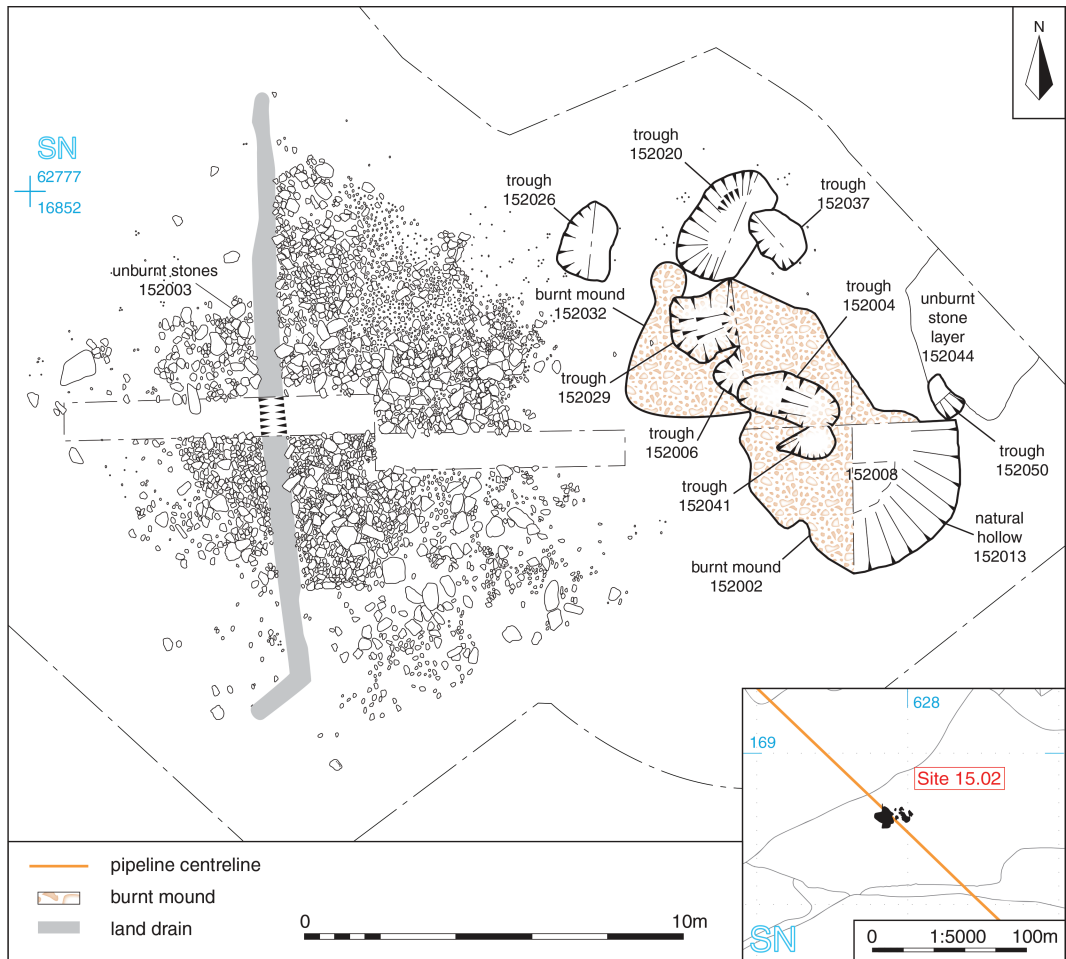 N
SN
62777
16852
trough
152020
trough
152026
trough
152037
unburnt stones
152003
burnt mound
152032
trough
152004
unburnt
stone
layer
152044
trough
152029
trough
152006
trough
152041
152008
trough
152050
natural
hollow
152013
burnt mound
152002
628
169
Site 15.02
SN
0
1:5000
100m
pipeline centreline
burnt mound
land drain
0
10m